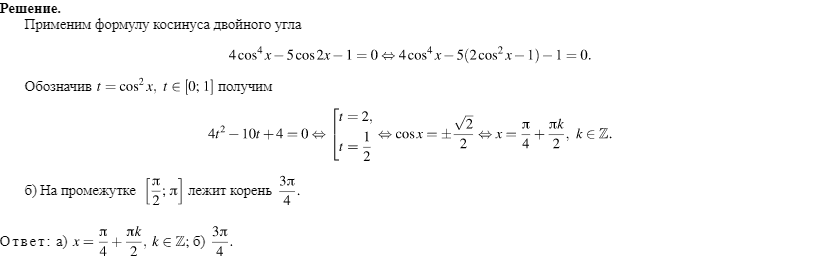 Решение.
Применим формулу косинуса двойного угла
4cos⁴x − 5cos2x − 1 = 0 ⇔ 4cos⁴x − 5(2cos²x − 1) − 1 = 0.
Обозначив t = cos²x, t ∈ [0; 1] получим
4t² − 10t + 4 = 0 ⇔ [t = 2, t = 1/2 ⇔ cosx = ±√2/2 ⇔ x = π/4 + πk/2, k ∈ ℤ.
б) На промежутке [π/2; π] лежит корень 3π/4.
Ответ: а) x = π/4 + πk/2, k ∈ ℤ; б) 3π/4.